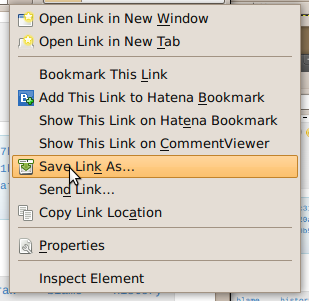 Open Link in New Window
Open Link in New Tab
Bookmark This Link
Add This Link to Hatena Bookmark
Show This Link on Hatena Bookmark
Show This Link on CommentViewer
Save Link As...
Send Link...
Copy Link Location
Properties
Inspect Element